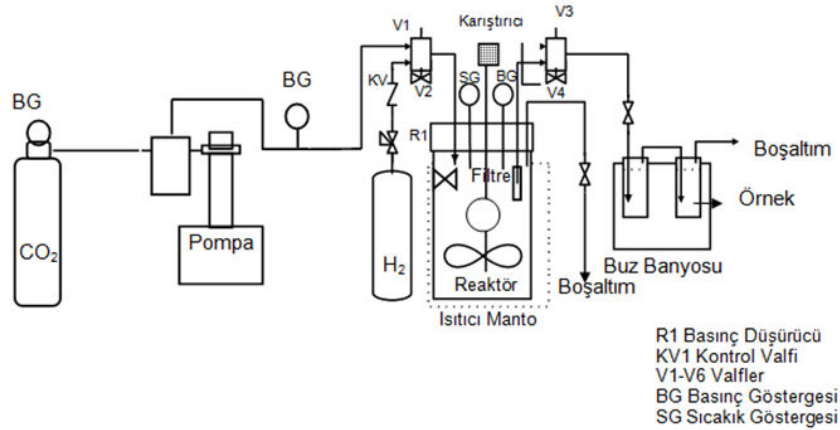 V1
Karıştırıcı
V3
BG
KV
V2
SG
BG
V4
BG
R1
Filtre
Boşaltım
Örnek
CO₂
Pompa
H₂
Reaktör
Boşaltım
Buz Banyosu
Isıtıcı Manto
R1 Basınç Düşürücü
KV1 Kontrol Valfi
V1-V6 Valfler
BG Basınç Göstergesi
SG Sıcakık Göstergesi